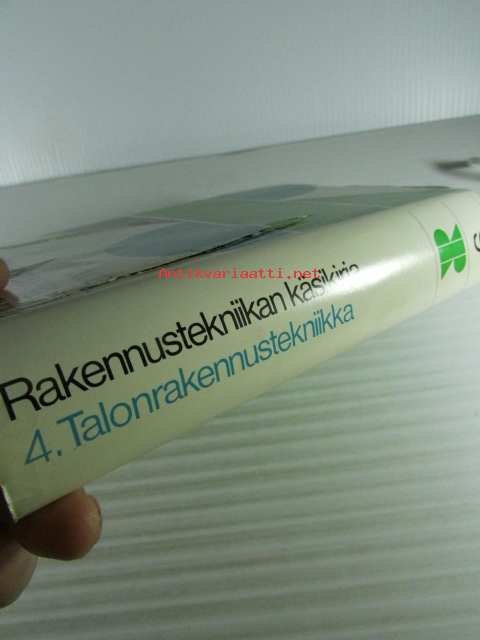 Antikvariaatti.net
Rakennustekniikan käsikirja
4. Talonrakennustekniikka